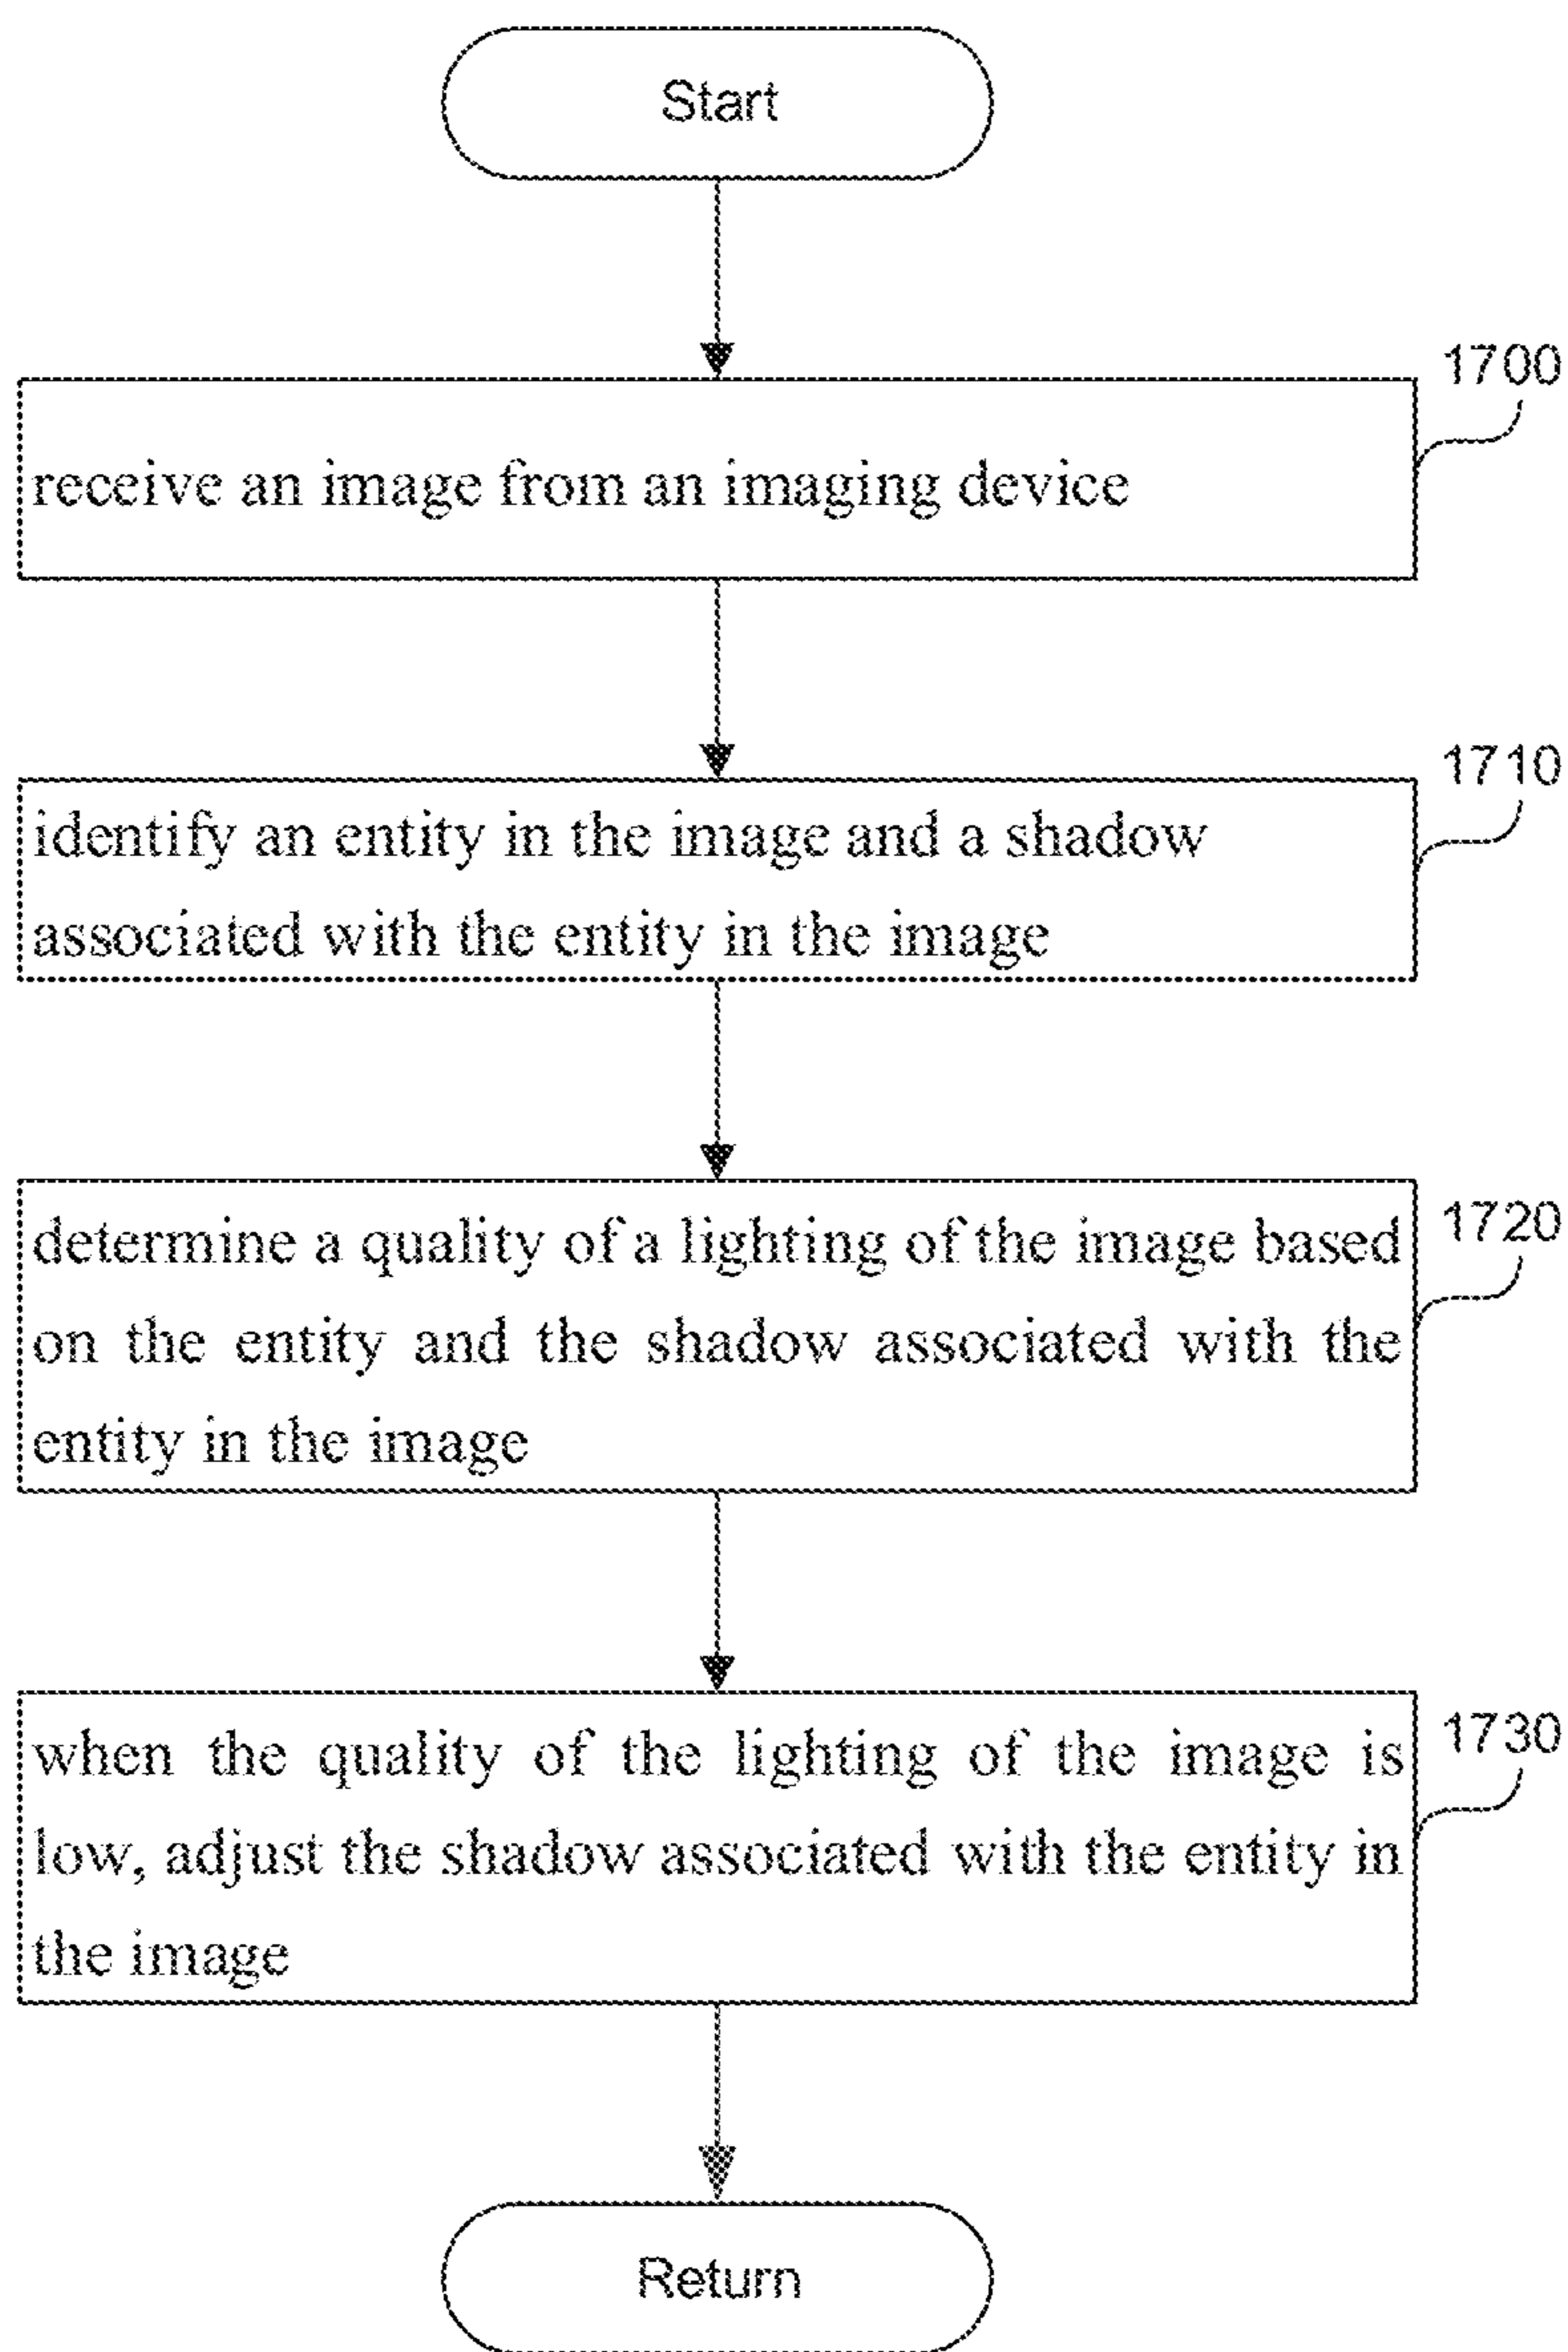 Start
1700
receive an image from an imaging device
1710
identify an entity in the image and a shadow
associated with the entity in the image
1720
determine a quality of a lighting of the image based
on the entity and the shadow associated with the
entity in the image
1730
when the quality of the lighting of the image is
low, adjust the shadow associated with the entity in
the image
Return